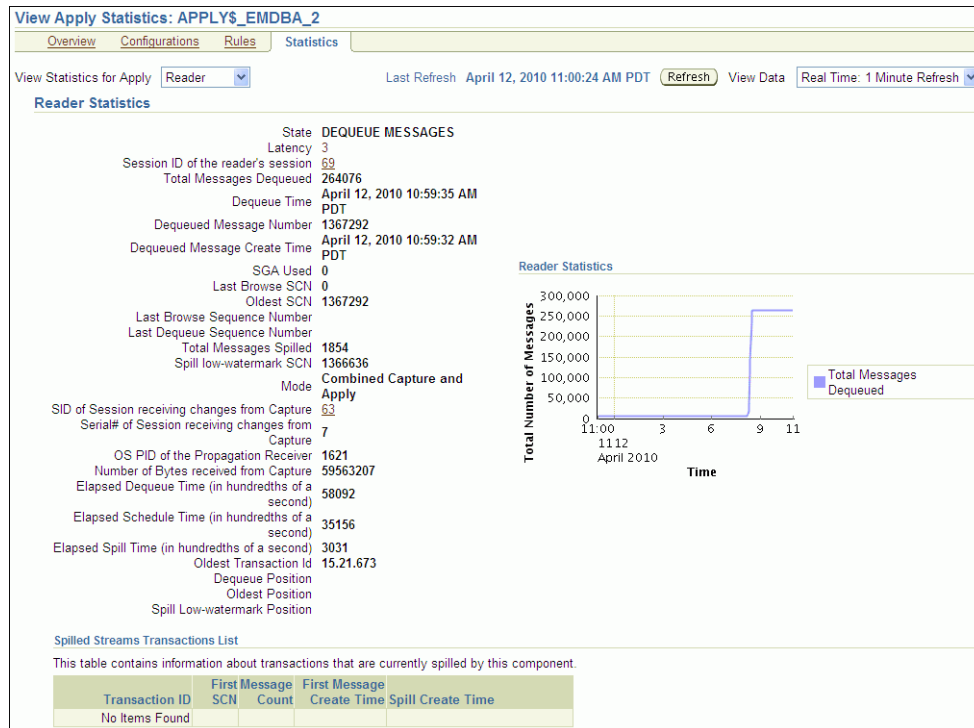 View Apply Statistics: APPLY$_EMDBA_2
Overview Configurations Rules Statistics
View Statistics for Apply Reader Last Refresh April 12, 2010 11:00:24 AM PDT Refresh View Data Real Time: 1 Minute Refresh
Reader Statistics
State DEQUEUE MESSAGES
Latency 3
Session ID of the reader's session 69
Total Messages Dequeued 264076
Dequeue Time April 12, 2010 10:59:35 AM
PDT
Dequeued Message Number 1367292
Dequeued Message Create Time April 12, 2010 10:59:32 AM
PDT
SGA Used 0
Last Browse SCN 0
Oldest SCN 1367292
Last Browse Sequence Number
Last Dequeue Sequence Number
Total Messages Spilled 1854
Spill low-watermark SCN 1366636
Mode Combined Capture and
Apply
SID of Session receiving changes from Capture 63
Serial# of Session receiving changes from
Capture 7
OS PID of the Propagation Receiver 1621
Number of Bytes received from Capture 59563207
Elapsed Dequeue Time (in hundredths of a
second) 58092
Elapsed Schedule Time (in hundredths of a
second) 35156
Elapsed Spill Time (in hundredths of a second) 3031
Oldest Transaction Id 15.21.673
Dequeue Position
Oldest Position
Spill Low-watermark Position
Reader Statistics
Total Number of Messages
300,000
250,000
200,000
150,000
100,000
50,000
0
11:00 3 6 9 11
1112
April 2010
Time
Total Messages
Dequeued
Spilled Streams Transactions List
This table contains information about transactions that are currently spilled by this component.
Transaction ID First SCN Message Count First Message Create Time Spill Create Time
No Items Found